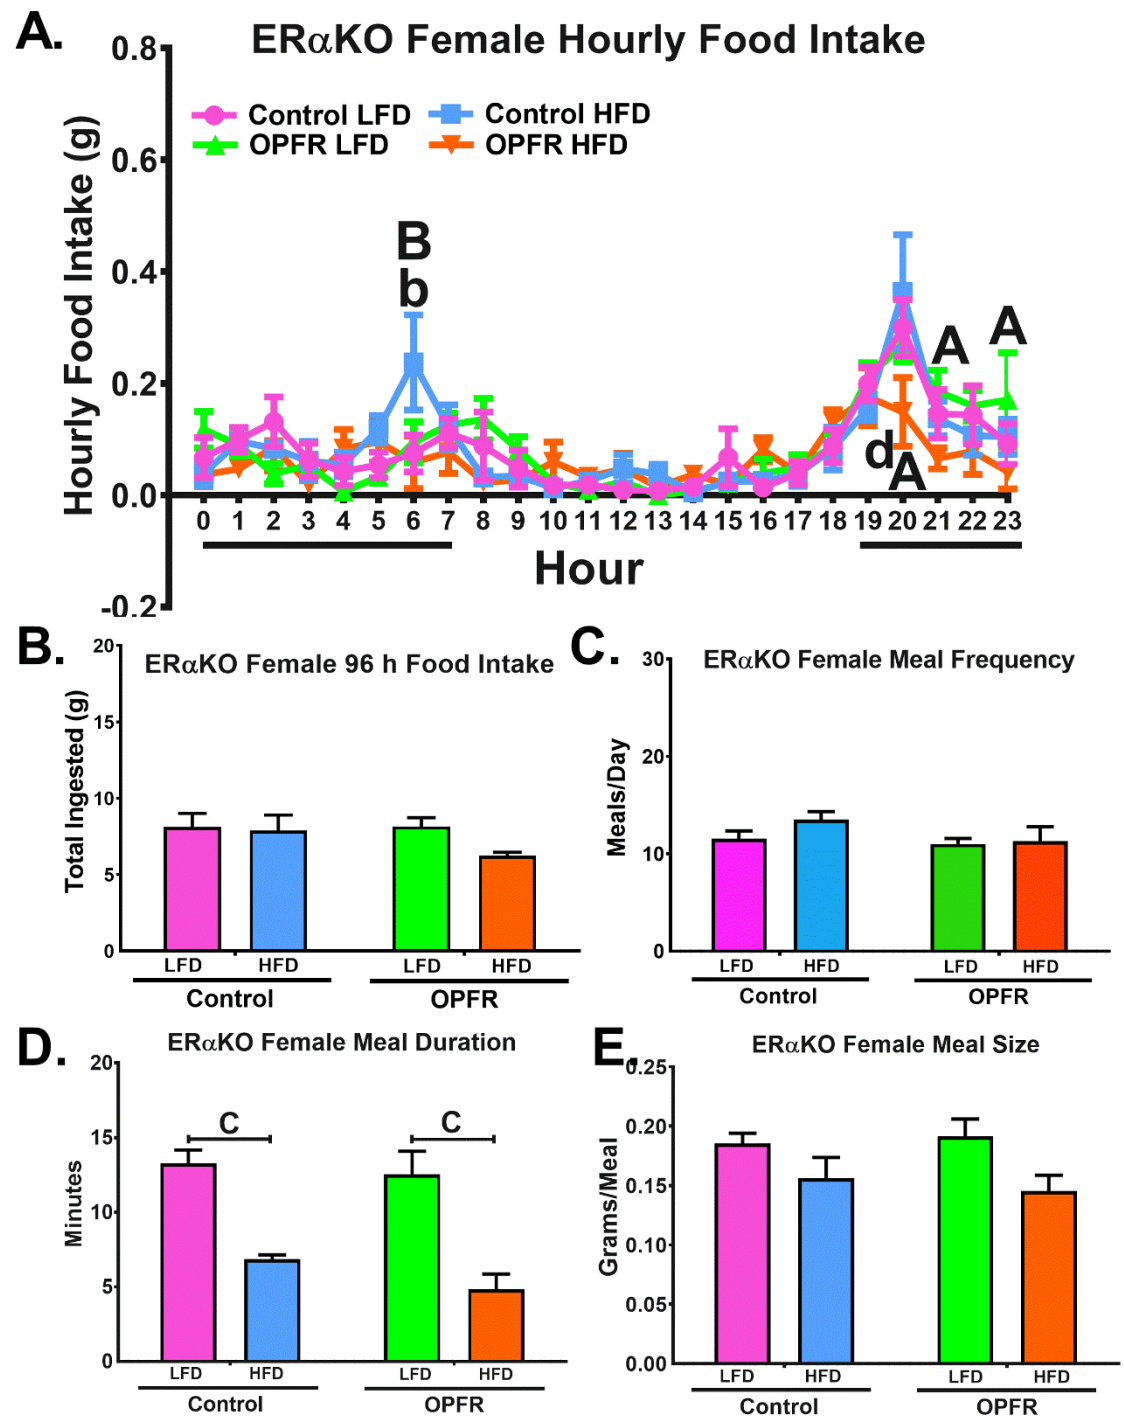 A.
ERαKO Female Hourly Food Intake
Control LFD
Control HFD
OPFR LFD
OPFR HFD
Hourly Food Intake (g)
0.8
0.6
0.4
0.2
0.0
-0.2
B
b
A
A
d
A
0 1 2 3 4 5 6 7 8 9 10 11 12 13 14 15 16 17 18 19 20 21 22 23
Hour
B.
ERαKO Female 96 h Food Intake
Total Ingested (g)
20
15
10
5
0
LFD HFD LFD HFD
Control OPFR
C.
ERαKO Female Meal Frequency
Meals/Day
30
20
10
0
LFD HFD LFD HFD
Control OPFR
D.
ERαKO Female Meal Duration
Minutes
20
15
10
5
0
C C
LFD HFD LFD HFD
Control OPFR
E.
ERαKO Female Meal Size
Grams/Meal
0.25
0.20
0.15
0.10
0.05
0.00
LFD HFD LFD HFD
Control OPFR